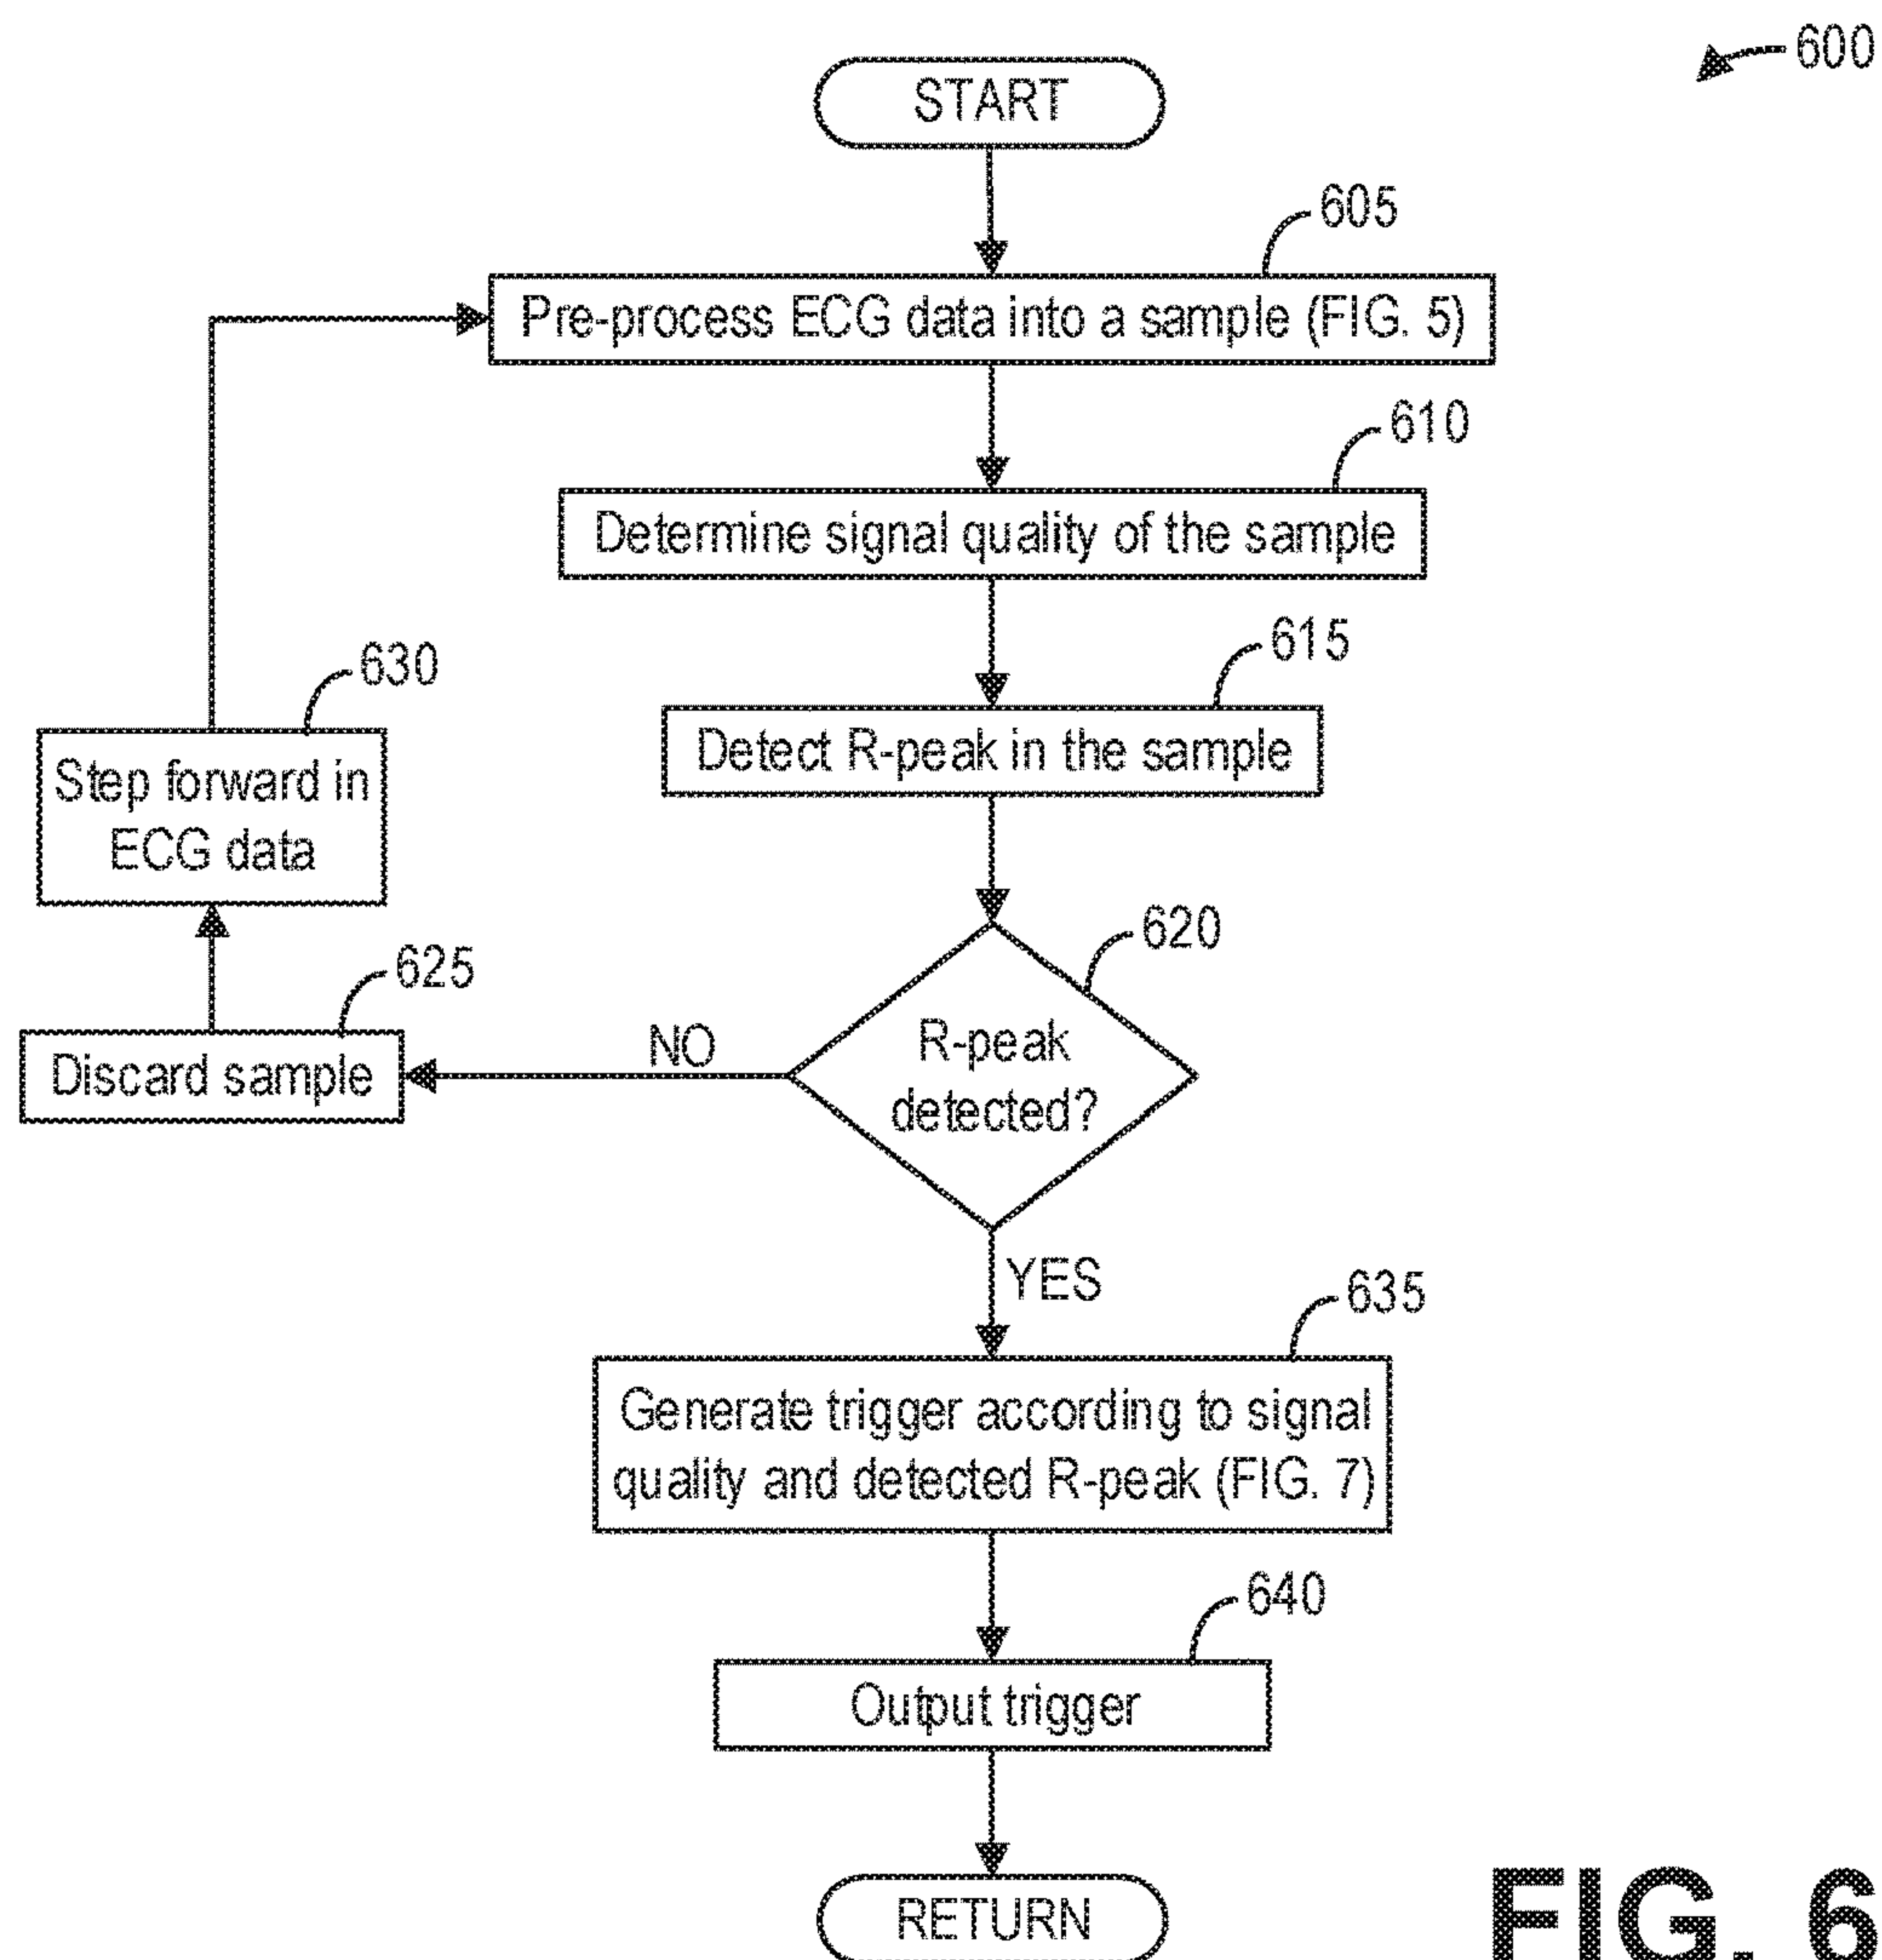 600
START
605
Pre-process ECG data into a sample (FIG. 5)
610
Determine signal quality of the sample
615
Detect R-peak in the sample
630
Step forward in
ECG data
620
R-peak
detected?
625
Discard sample
NO
YES
635
Generate trigger according to signal
quality and detected R-peak (FIG. 7)
640
Output trigger
RETURN
FIG. 6